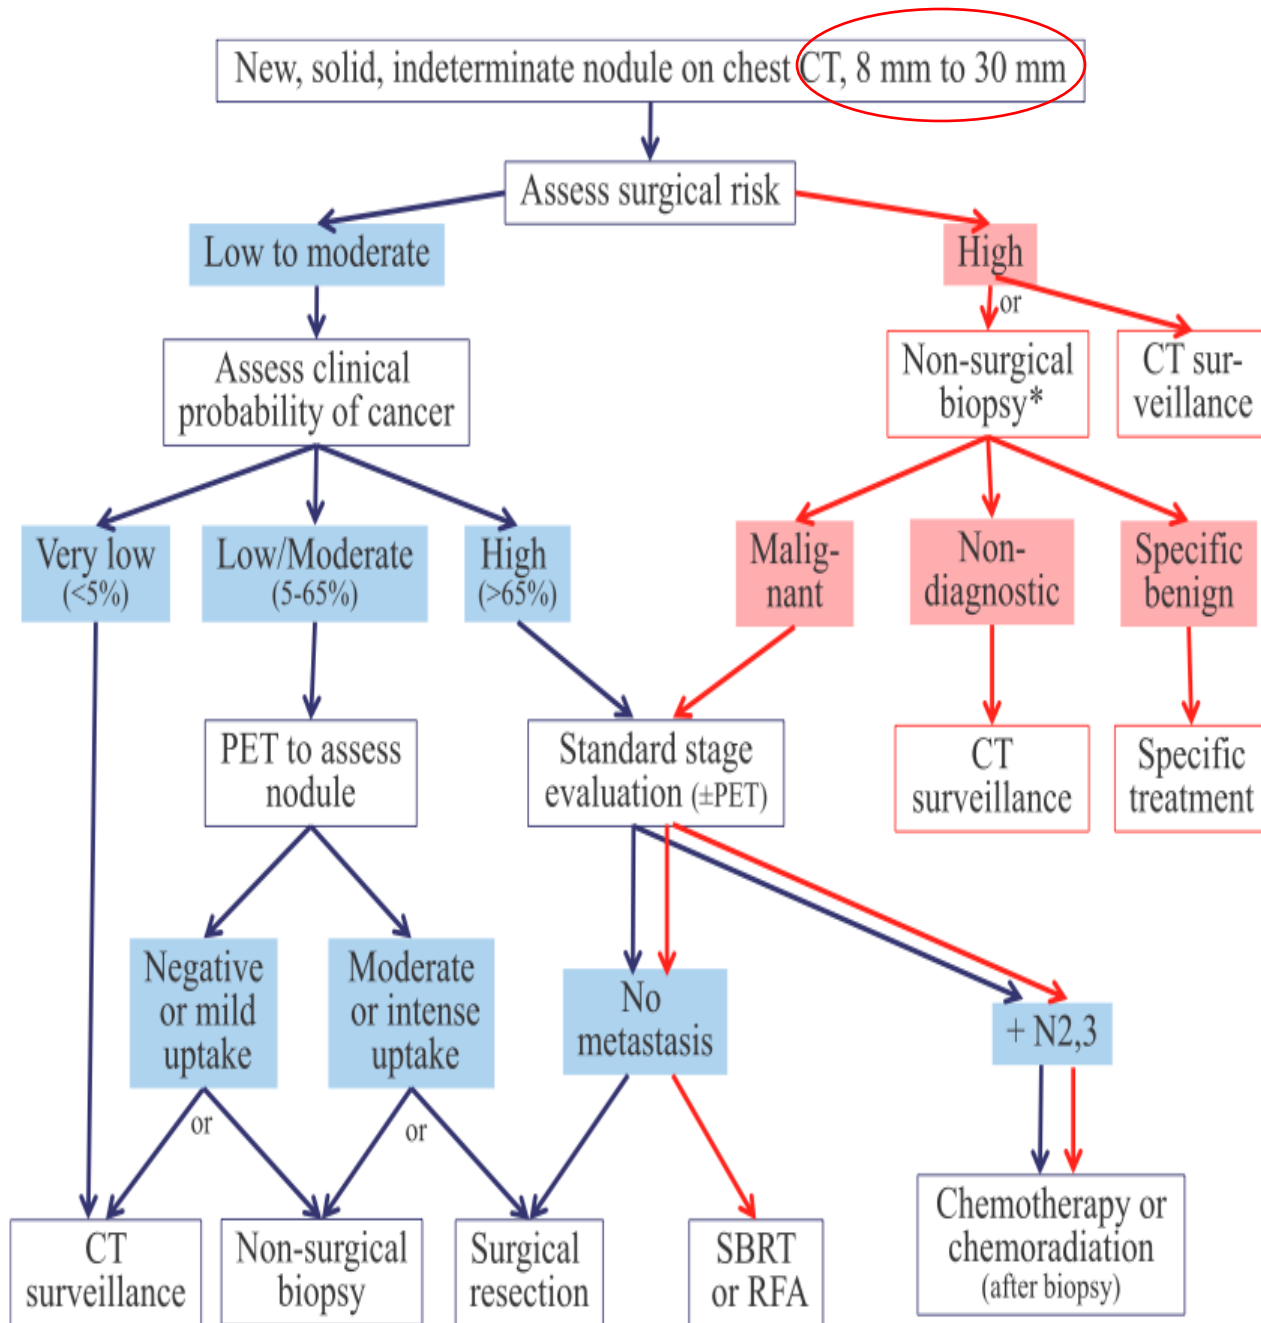 New, solid, indeterminate nodule on chest CT, 8 mm to 30 mm
Assess surgical risk
Low to moderate
High
or
Assess clinical
probability of cancer
Non-surgical
biopsy*
CT sur-
veillance
Very low
(<5%)
Low/Moderate
(5-65%)
High
(>65%)
Malig-
nant
Non-
diagnostic
Specific
benign
PET to assess
nodule
Standard stage
evaluation (±PET)
CT
surveillance
Specific
treatment
Negative
or mild
uptake
Moderate
or intense
uptake
No
metastasis
+ N2,3
or
or
CT
surveillance
Non-surgical
biopsy
Surgical
resection
SBRT
or RFA
Chemotherapy or
chemoradiation
(after biopsy)